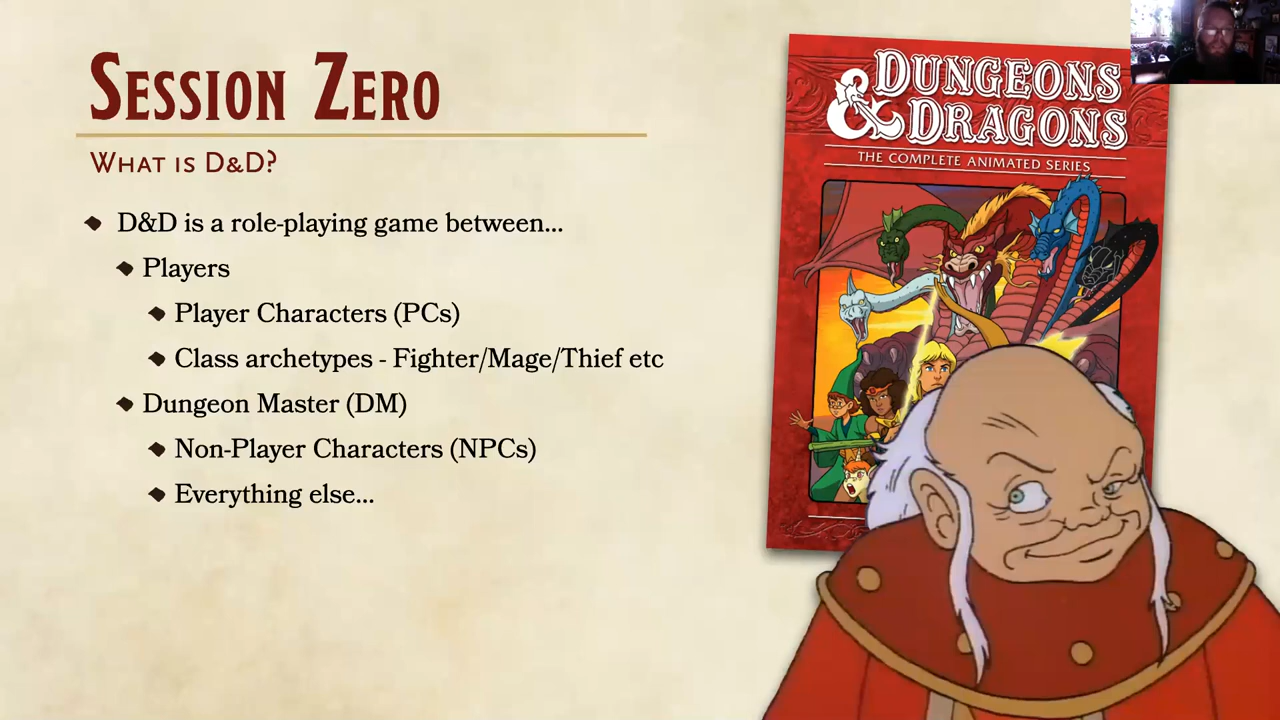 Session Zero
What is D&D?
D&D is a role-playing game between...
Players
Player Characters (PCs)
Class archetypes - Fighter/Mage/Thief etc
Dungeon Master (DM)
Non-Player Characters (NPCs)
Everything else...
DUNGEONS
& DRAGONS
THE COMPLETE ANIMATED SERIES